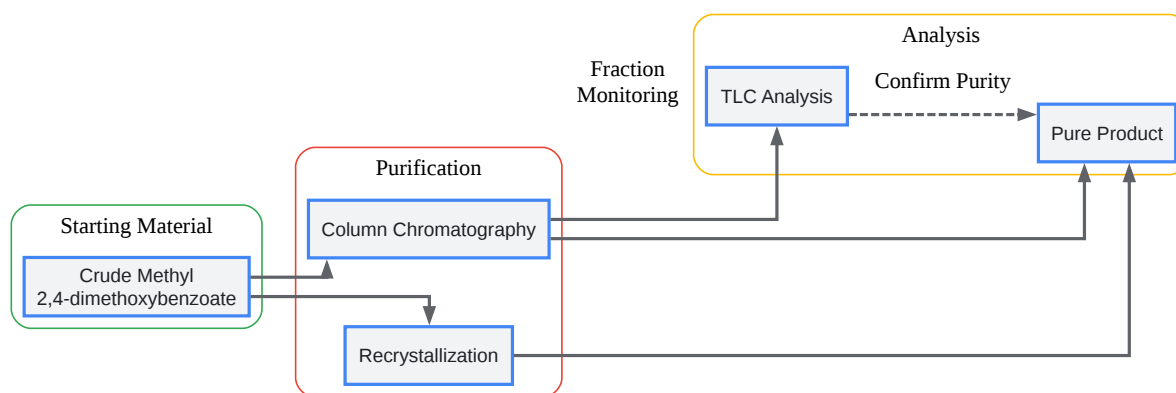 Starting Material
Crude Methyl
2,4-dimethoxybenzoate
Purification
Column Chromatography
Recrystallization
Fraction
Monitoring
Analysis
TLC Analysis
Confirm Purity
Pure Product